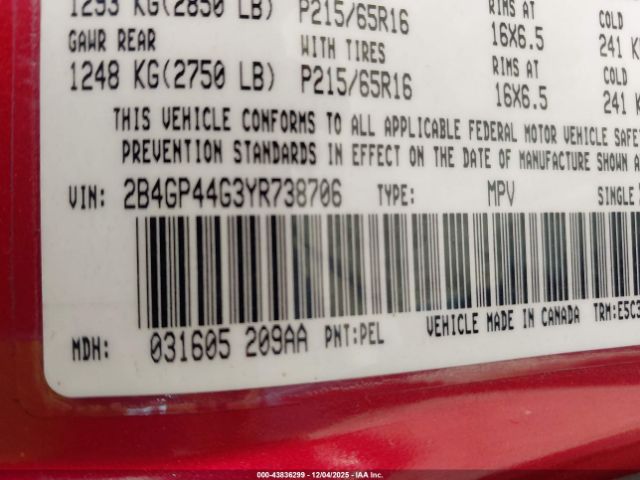 1293 KG(2850 LB) P215/65R16 RIMS AT 16X6.5 COLD 241 K
GAWR REAR WITH TIRES RIMS AT COLD
1248 KG(2750 LB) P215/65R16 16X6.5 241 K
THIS VEHICLE CONFORMS TO ALL APPLICABLE FEDERAL MOTOR VEHICLE SAFET
PREVENTION STANDARDS IN EFFECT ON THE DATE OF MANUFACTURE SHOWN A
VIN: 2B4GP44G3YR738706 TYPE: MPV SINGLE
MDH: 031605 209AA PNT:PEL VEHICLE MADE IN CANADA TRM:E5C3
000-43836299 - 12/04/2025 - IAA Inc.